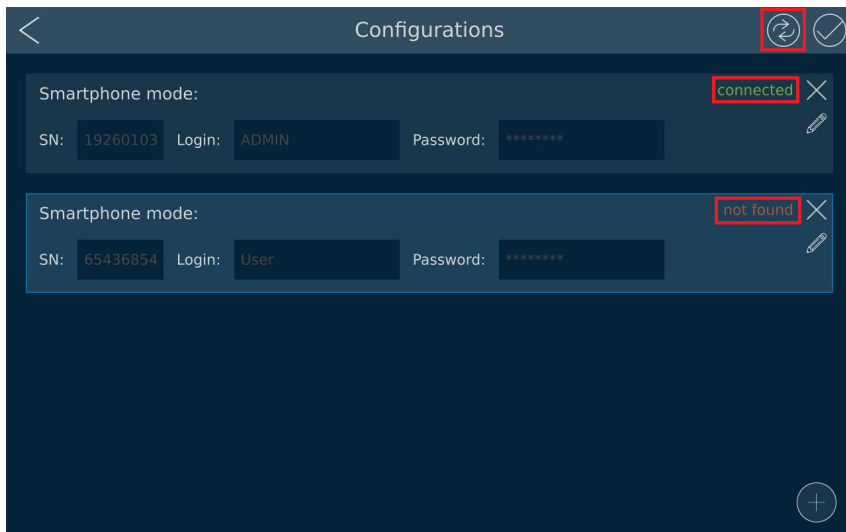 Configurations
Smartphone mode:
connected
SN: 19260103 Login: ADMIN Password: ********
Smartphone mode:
not found
SN: 65436854 Login: User Password: ********